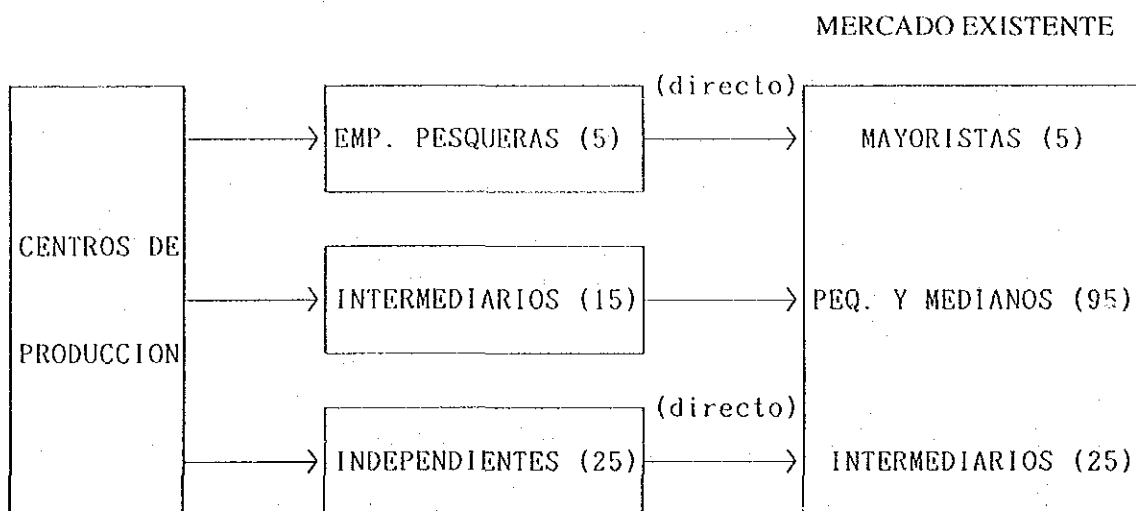 MERCADO EXISTENTE
(directo)
EMP. PESQUERAS (5)
MAYORISTAS (5)
CENTROS DE
PRODUCCION
INTERMEDIARIOS (15)
PEQ. Y MEDIANOS (95)
(directo)
INDEPENDIENTES (25)
INTERMEDIARIOS (25)